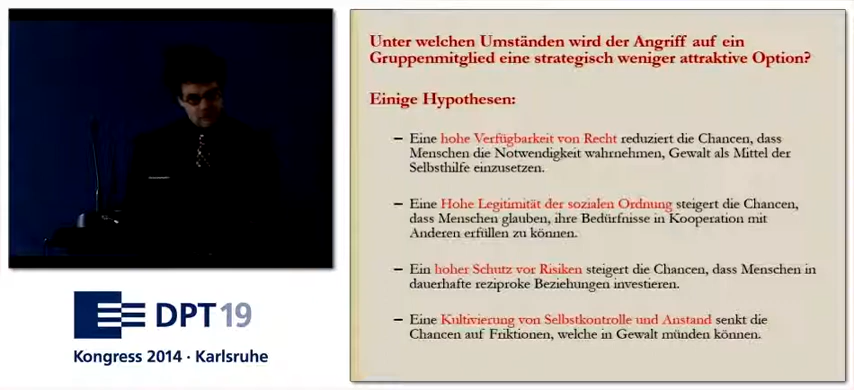 Unter welchen Umständen wird der Angriff auf ein
Gruppenmitglied eine strategisch weniger attraktive Option?
Einige Hypothesen:
– Eine hohe Verfügbarkeit von Recht reduziert die Chancen, dass
Menschen die Notwendigkeit wahrnehmen, Gewalt als Mittel der
Selbsthilfe einzusetzen.
– Eine Hohe Legitimität der sozialen Ordnung steigert die Chancen,
dass Menschen glauben, ihre Bedürfnisse in Kooperation mit
Anderen erfüllen zu können.
– Ein hoher Schutz vor Risiken steigert die Chancen, dass Menschen in
dauerhafte reziproke Beziehungen investieren.
– Eine Kultivierung von Selbstkontrolle und Anstand senkt die
Chancen auf Friktionen, welche in Gewalt münden können.
DPT 19
Kongress 2014 · Karlsruhe